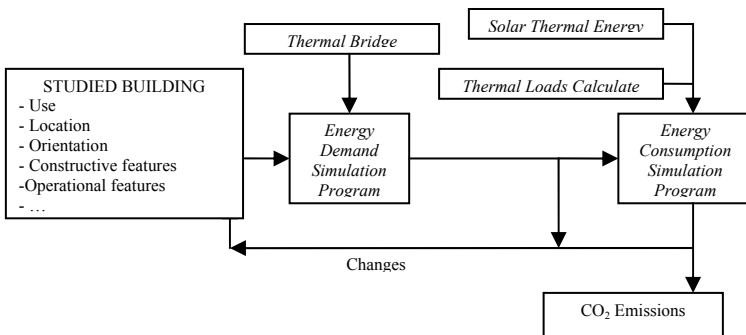 Solar Thermal Energy
Thermal Bridge
STUDIED BUILDING
- Use
- Location
- Orientation
- Constructive features
-Operational features
- …
Thermal Loads Calculate
Energy
Demand
Simulation
Program
Energy
Consumption
Simulation
Program
Changes
CO₂ Emissions